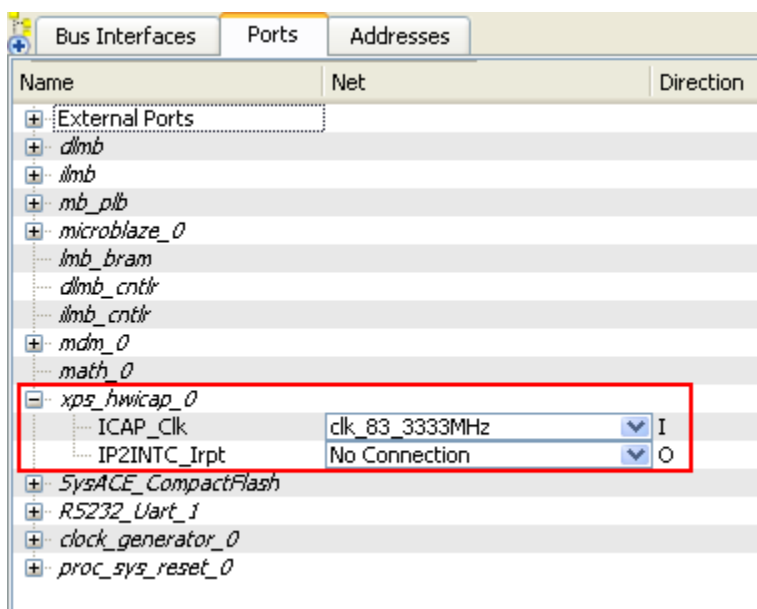 Bus Interfaces Ports Addresses
Name Net Direction
External Ports
dlmb
ilmb
mb_plb
microblaze_0
lmb_bram
dlmb_cntlr
ilmb_cntlr
mdm_0
math_0
xps_hwicap_0
ICAP_Clk clk_83_3333MHz I
IP2INTC_Irpt No Connection O
SysACE_CompactFlash
RS232_Uart_1
clock_generator_0
proc_sys_reset_0